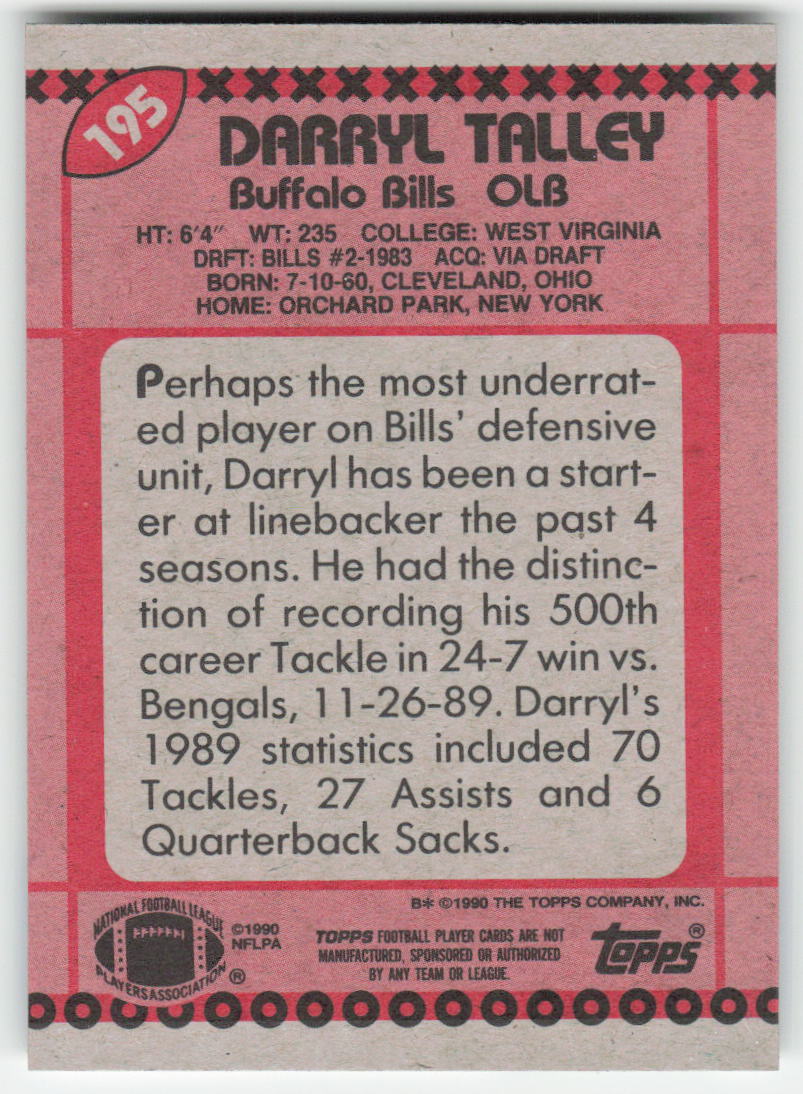 195
DARRYL TALLEY
Buffalo Bills OLB
HT: 6'4" WT: 235 COLLEGE: WEST VIRGINIA
DRFT: BILLS #2-1983 ACQ: VIA DRAFT
BORN: 7-10-60, CLEVELAND, OHIO
HOME: ORCHARD PARK, NEW YORK
Perhaps the most underrat-
ed player on Bills' defensive
unit, Darryl has been a start-
er at linebacker the past 4
seasons. He had the distinc-
tion of recording his 500th
career Tackle in 24-7 win vs.
Bengals, 11-26-89. Darryl's
1989 statistics included 70
Tackles, 27 Assists and 6
Quarterback Sacks.
B* ©1990 THE TOPPS COMPANY, INC.
NATIONAL FOOTBALL LEAGUE
PLAYERS ASSOCIATION ®
©1990
NFLPA
TOPPS FOOTBALL PLAYER CARDS ARE NOT
MANUFACTURED, SPONSORED OR AUTHORIZED
BY ANY TEAM OR LEAGUE.
topps®